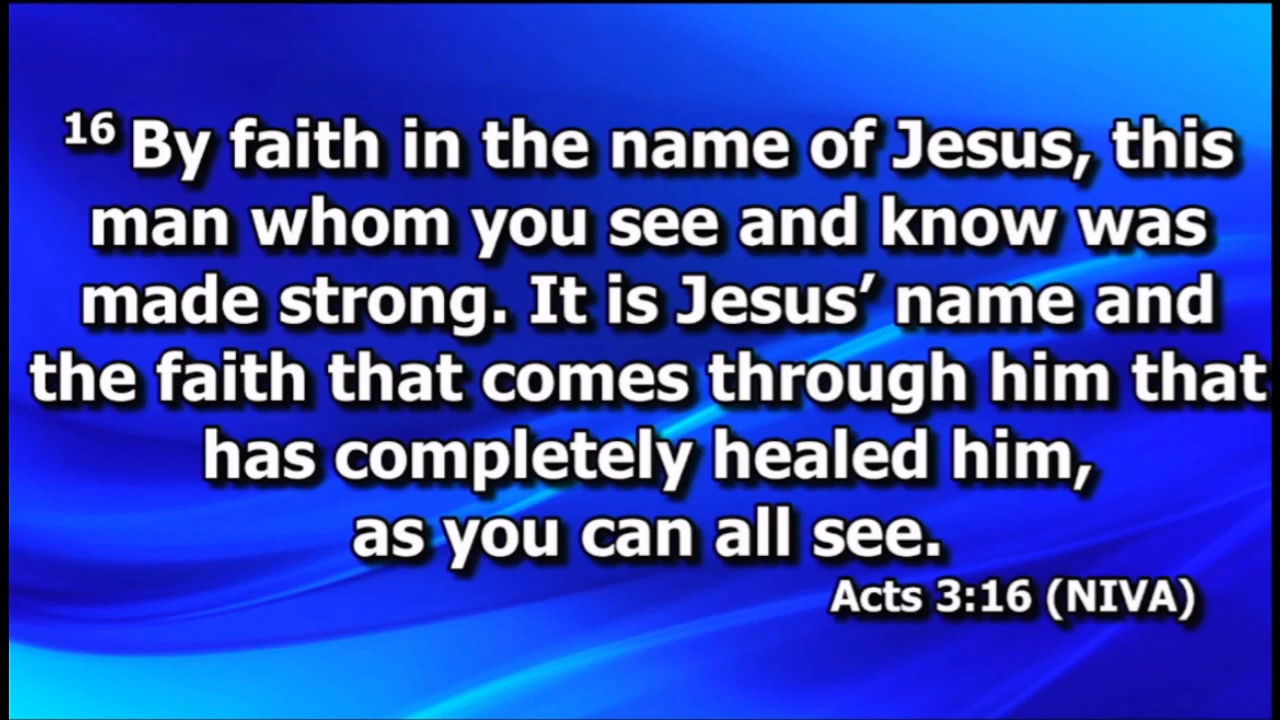 16 By faith in the name of Jesus, this
man whom you see and know was
made strong. It is Jesus’ name and
the faith that comes through him that
has completely healed him,
as you can all see.
Acts 3:16 (NIVA)